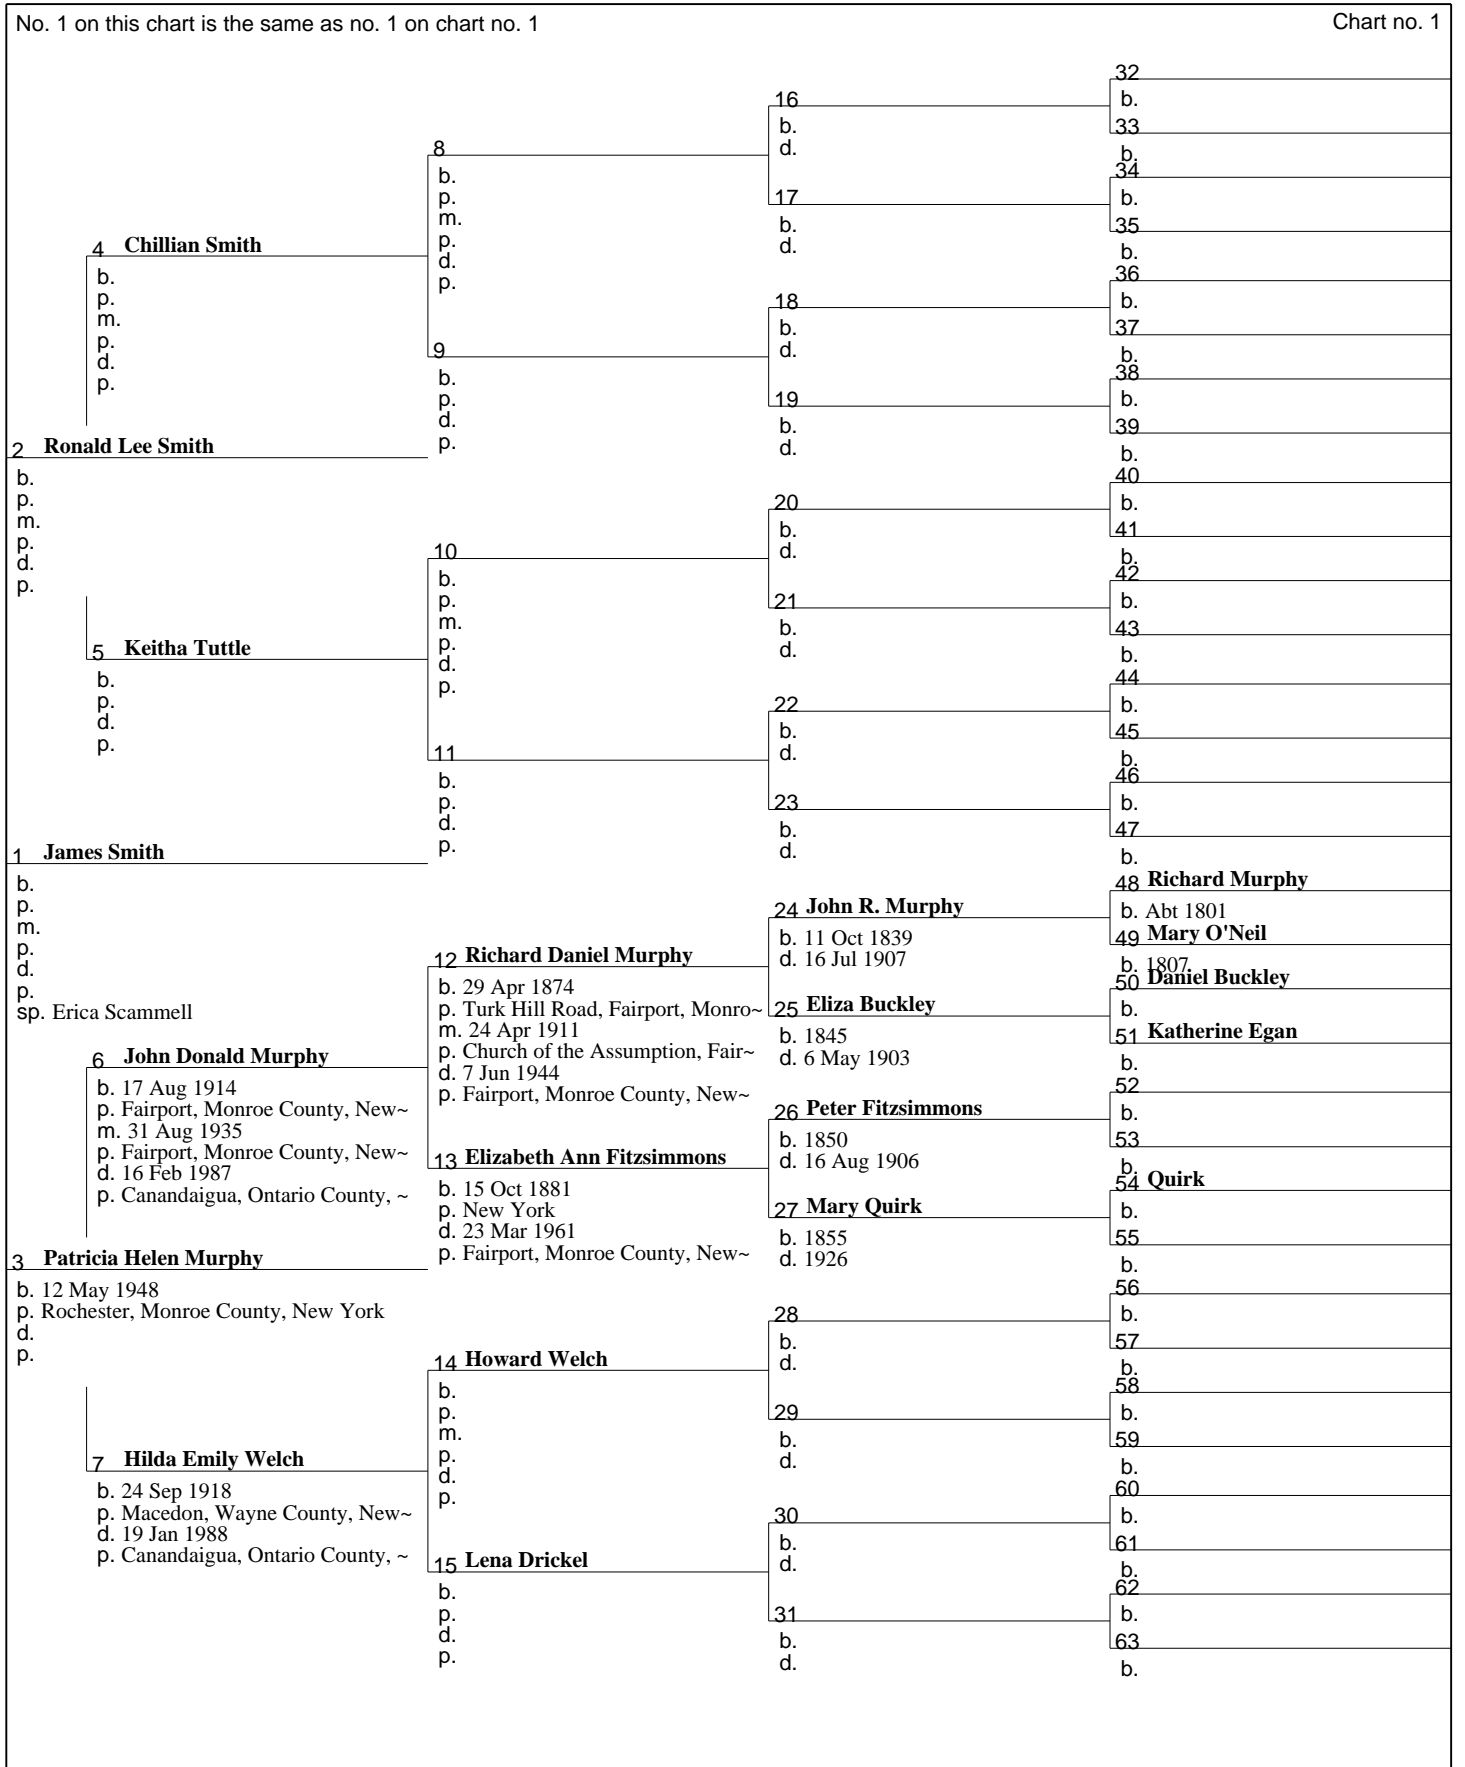 No. 1 on this chart is the same as no. 1 on chart no. 1
Chart no. 1
1 James Smith
b.
p.
m.
p.
d.
p.
sp. Erica Scammell
2 Ronald Lee Smith
b.
p.
m.
p.
d.
p.
3 Patricia Helen Murphy
b. 12 May 1948
p. Rochester, Monroe County, New York
d.
p.
4 Chillian Smith
b.
p.
m.
p.
d.
p.
5 Keitha Tuttle
b.
p.
d.
p.
6 John Donald Murphy
b. 17 Aug 1914
p. Fairport, Monroe County, New~
m. 31 Aug 1935
p. Fairport, Monroe County, New~
d. 16 Feb 1987
p. Canandaigua, Ontario County, ~
7 Hilda Emily Welch
b. 24 Sep 1918
p. Macedon, Wayne County, New~
d. 19 Jan 1988
p. Canandaigua, Ontario County, ~
8
b.
p.
m.
p.
d.
p.
9
b.
p.
d.
p.
10
b.
p.
m.
p.
d.
p.
11
b.
p.
d.
p.
12 Richard Daniel Murphy
b. 29 Apr 1874
p. Turk Hill Road, Fairport, Monro~
m. 24 Apr 1911
p. Church of the Assumption, Fair~
d. 7 Jun 1944
p. Fairport, Monroe County, New~
13 Elizabeth Ann Fitzsimmons
b. 15 Oct 1881
p. New York
d. 23 Mar 1961
p. Fairport, Monroe County, New~
14 Howard Welch
b.
p.
m.
p.
d.
p.
15 Lena Drickel
b.
p.
d.
p.
16
b.
d.
17
b.
d.
18
b.
d.
19
b.
d.
20
b.
d.
21
b.
d.
22
b.
d.
23
b.
d.
24 John R. Murphy
b. 11 Oct 1839
d. 16 Jul 1907
25 Eliza Buckley
b. 1845
d. 6 May 1903
26 Peter Fitzsimmons
b. 1850
d. 16 Aug 1906
27 Mary Quirk
b. 1855
d. 1926
28
b.
d.
29
b.
d.
30
b.
d.
31
b.
d.
32
b.
33
b.
34
b.
35
b.
36
b.
37
b.
38
b.
39
b.
40
b.
41
b.
42
b.
43
b.
44
b.
45
b.
46
b.
47
b.
48 Richard Murphy
b. Abt 1801
49 Mary O'Neil
b. 1807
50 Daniel Buckley
b.
51 Katherine Egan
b.
52
b.
53
b.
54 Quirk
b.
55
b.
56
b.
57
b.
58
b.
59
b.
60
b.
61
b.
62
b.
63
b.